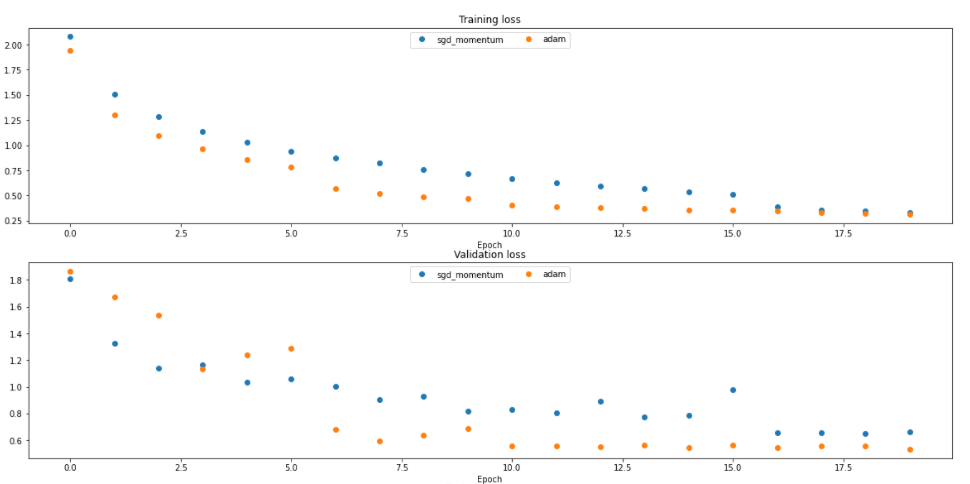 Training loss
sgd_momentum adam
2.00
1.75
1.50
1.25
1.00
0.75
0.50
0.25
0.0 2.5 5.0 7.5 10.0 12.5 15.0 17.5
Epoch
Validation loss
sgd_momentum adam
1.8
1.6
1.4
1.2
1.0
0.8
0.6
0.0 2.5 5.0 7.5 10.0 12.5 15.0 17.5
Epoch